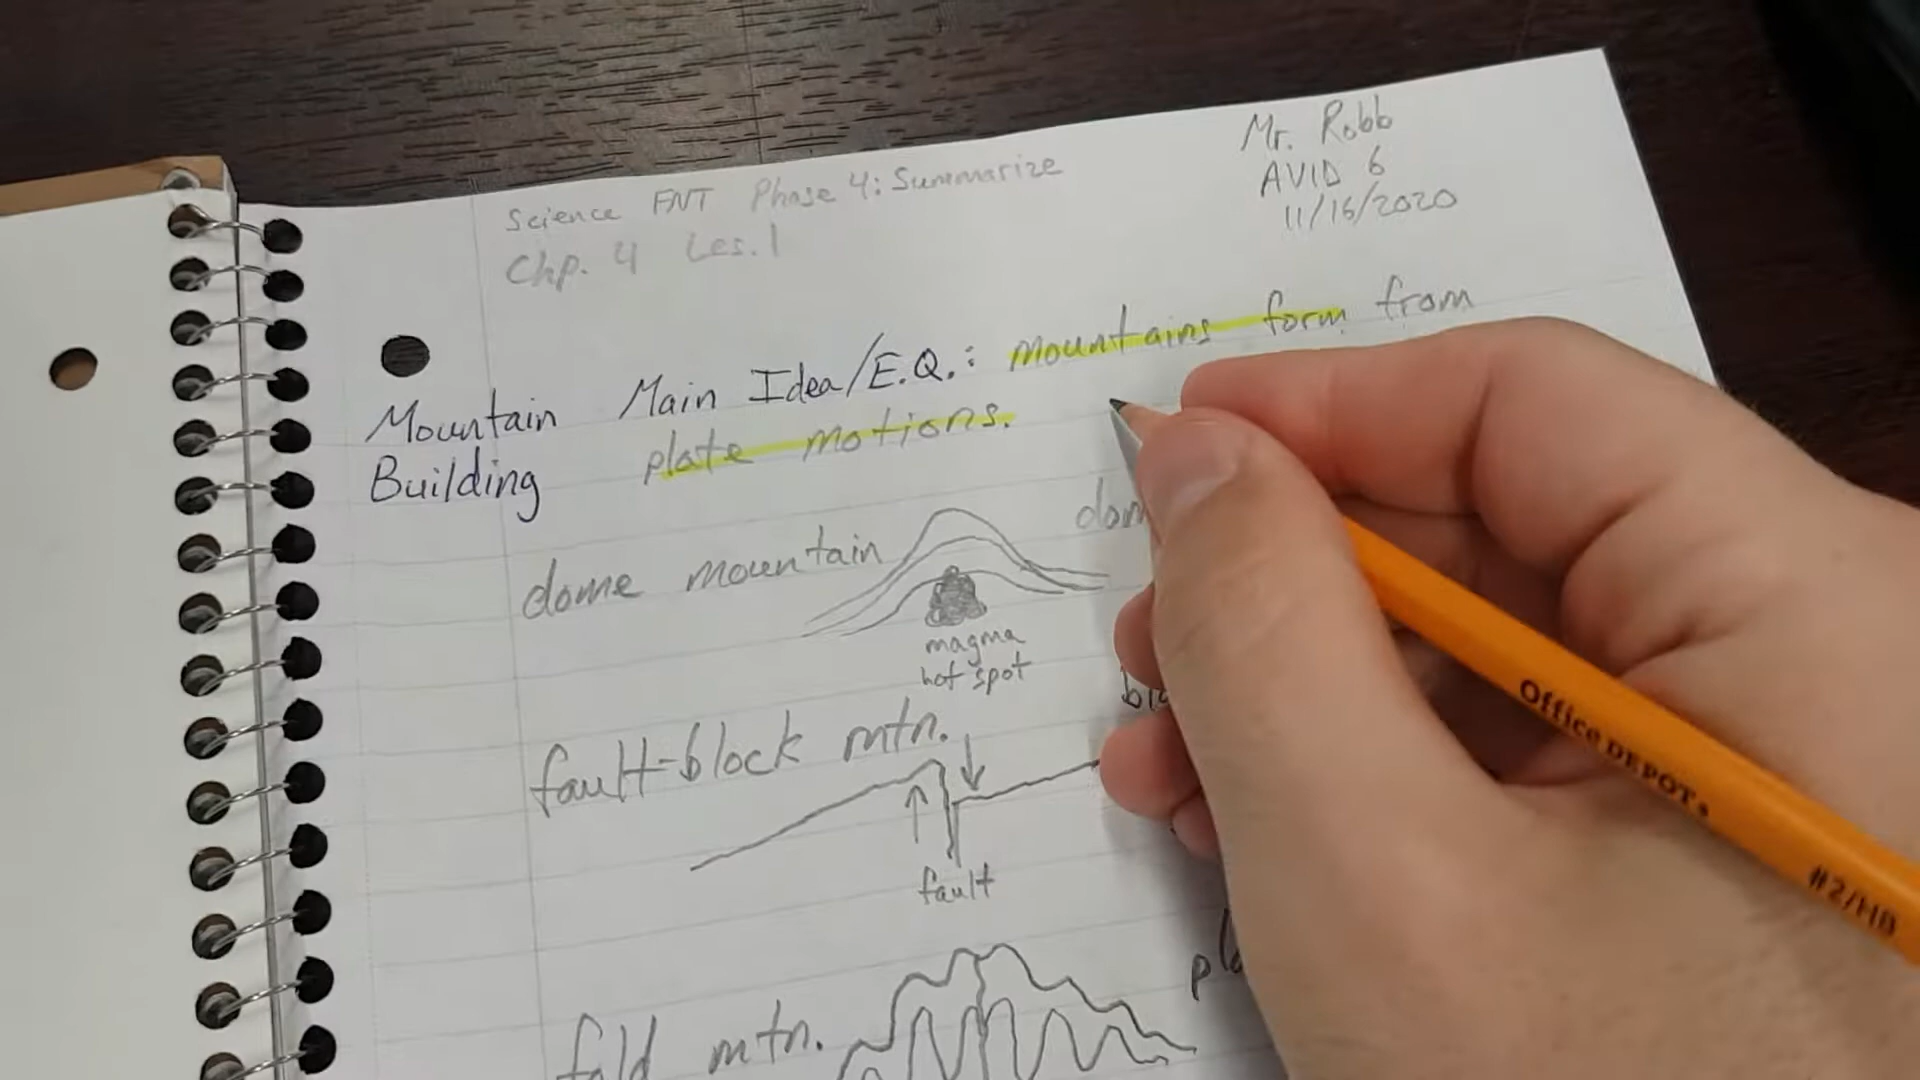 Mr. Robb
AVID 6
11/16/2020
Science FNT Phase 4: Summarize
Chp. 4 Les. 1
Mountain
Building
Main Idea/E.Q.: mountains form from
plate motions.
dome mountain
magma
hot spot
fault-block mtn.
fault
fold mtn.
Office DEPOT
#2/HB